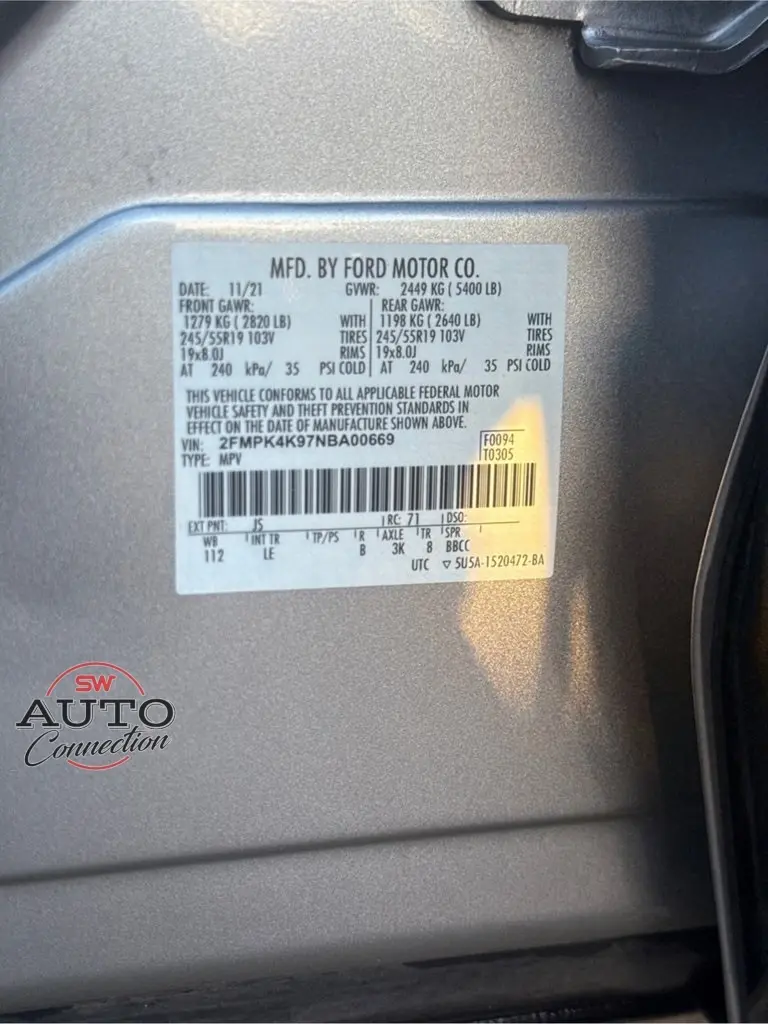 MFD. BY FORD MOTOR CO.
DATE: 11/21 GVWR: 2449 KG ( 5400 LB)
FRONT GAWR: REAR GAWR:
1279 KG ( 2820 LB) WITH 1198 KG ( 2640 LB) WITH
245/55R19 103V TIRES 245/55R19 103V TIRES
19x8.0J RIMS 19x8.0J RIMS
AT 240 kPa/ 35 PSI COLD AT 240 kPa/ 35 PSI COLD
THIS VEHICLE CONFORMS TO ALL APPLICABLE FEDERAL MOTOR
VEHICLE SAFETY AND THEFT PREVENTION STANDARDS IN
EFFECT ON THE DATE OF MANUFACTURE SHOWN ABOVE.
VIN: 2FMPK4K97NBA00669 F0094
TYPE: MPV T0305
EXT PNT: JS RC: 71 DSO:
WB INT TR TP/PS R AXLE TR SPR
112 LE B 3K 8 BBCC
UTC ▽ 5U5A-1520472-BA
SW
AUTO
Connection